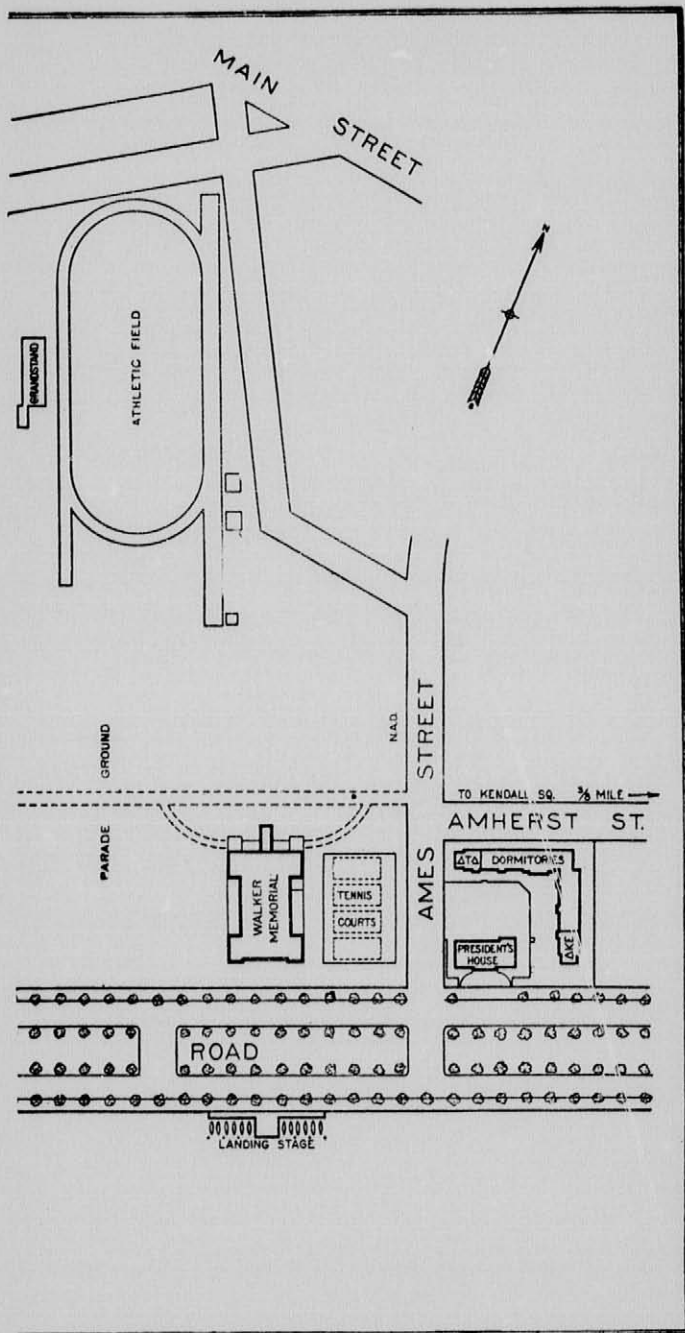 MAIN
STREET
N
GRANDSTAND
ATHLETIC FIELD
STREET
N.A.D.
GROUND
TO KENDALL SQ. 3/8 MILE
AMHERST ST.
PARADE
AMES
ΔΤΔ DORMITORIES
WALKER
MEMORIAL
TENNIS
COURTS
PRESIDENT'S
HOUSE
ΔΚΕ
ROAD
LANDING STAGE